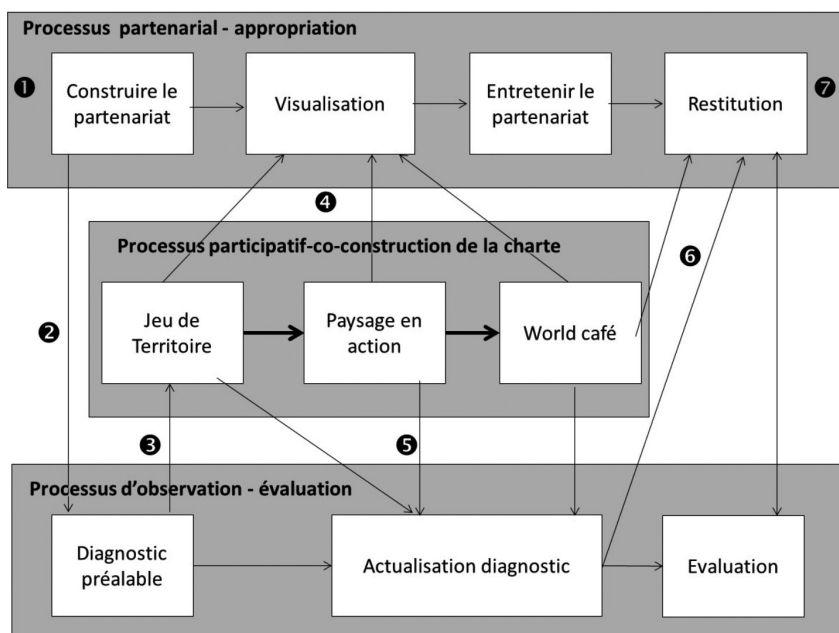 Processus partenarial - appropriation
❶
Construire le
partenariat
Visualisation
Entretenir le
partenariat
Restitution
❼
❹
Processus participatif-co-construction de la charte
❻
❷
Jeu de
Territoire
Paysage en
action
World café
❸
❺
Processus d'observation - évaluation
Diagnostic
préalable
Actualisation diagnostic
Evaluation